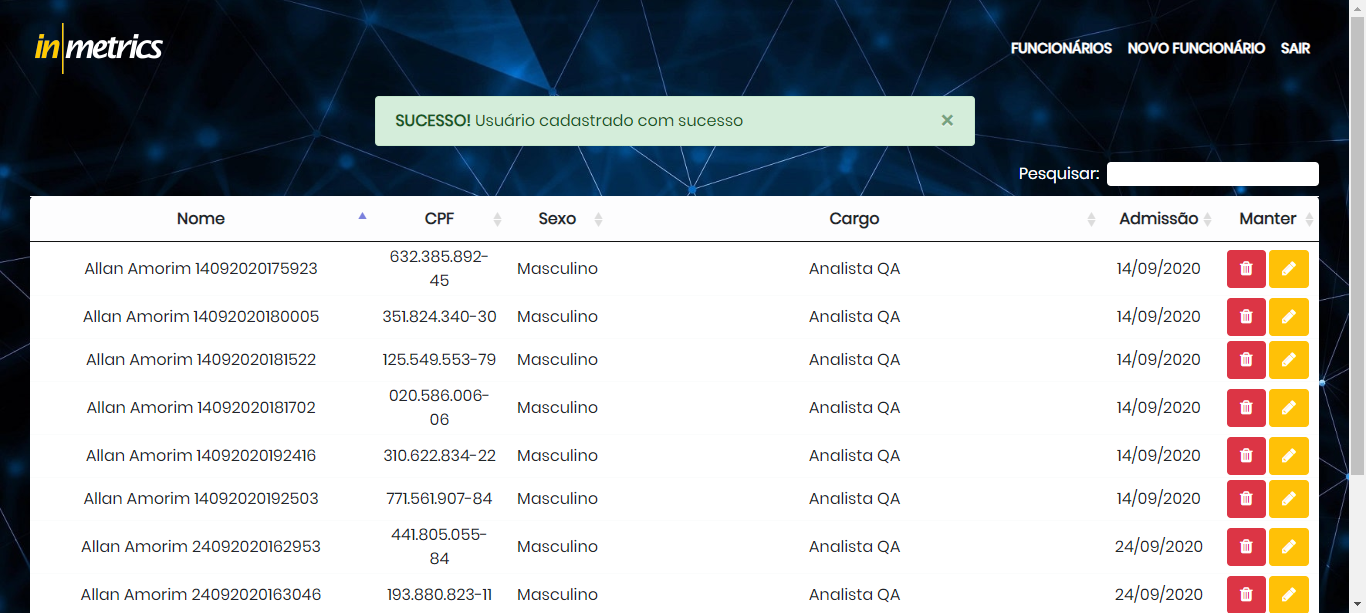 in metrics
FUNCIONÁRIOS NOVO FUNCIONÁRIO SAIR
SUCESSO! Usuário cadastrado com sucesso ×
Pesquisar:
Nome CPF Sexo Cargo Admissão Manter
Allan Amorim 14092020175923 632.385.892-
45 Masculino Analista QA 14/09/2020
Allan Amorim 14092020180005 351.824.340-30 Masculino Analista QA 14/09/2020
Allan Amorim 14092020181522 125.549.553-79 Masculino Analista QA 14/09/2020
Allan Amorim 14092020181702 020.586.006-
06 Masculino Analista QA 14/09/2020
Allan Amorim 14092020192416 310.622.834-22 Masculino Analista QA 14/09/2020
Allan Amorim 14092020192503 771.561.907-84 Masculino Analista QA 14/09/2020
Allan Amorim 24092020162953 441.805.055-
84 Masculino Analista QA 24/09/2020
Allan Amorim 24092020163046 193.880.823-11 Masculino Analista QA 24/09/2020